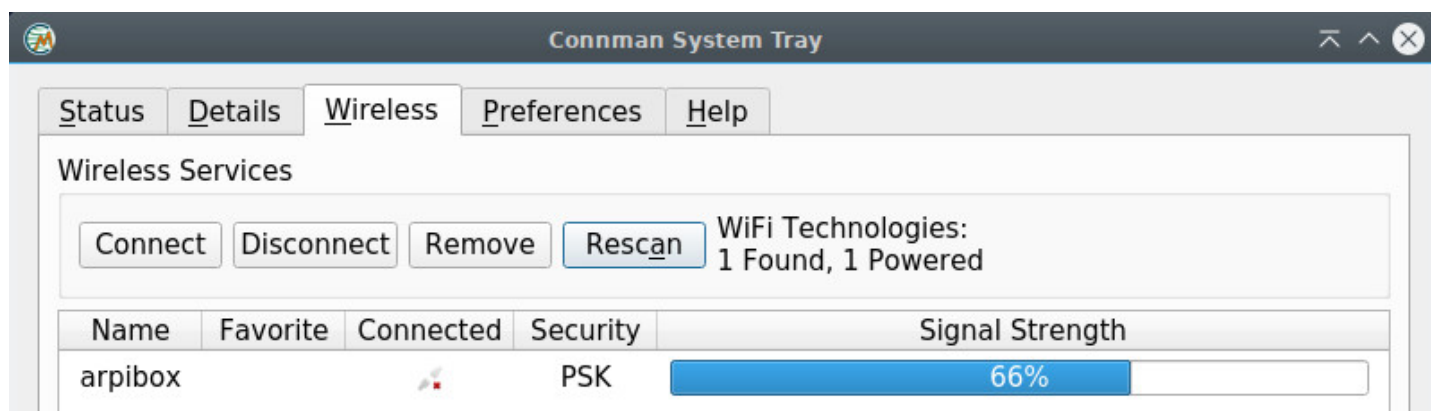 Connman System Tray
Status Details Wireless Preferences Help
Wireless Services
Connect Disconnect Remove Rescan WiFi Technologies:
1 Found, 1 Powered
Name Favorite Connected Security Signal Strength
arpibox PSK 66%